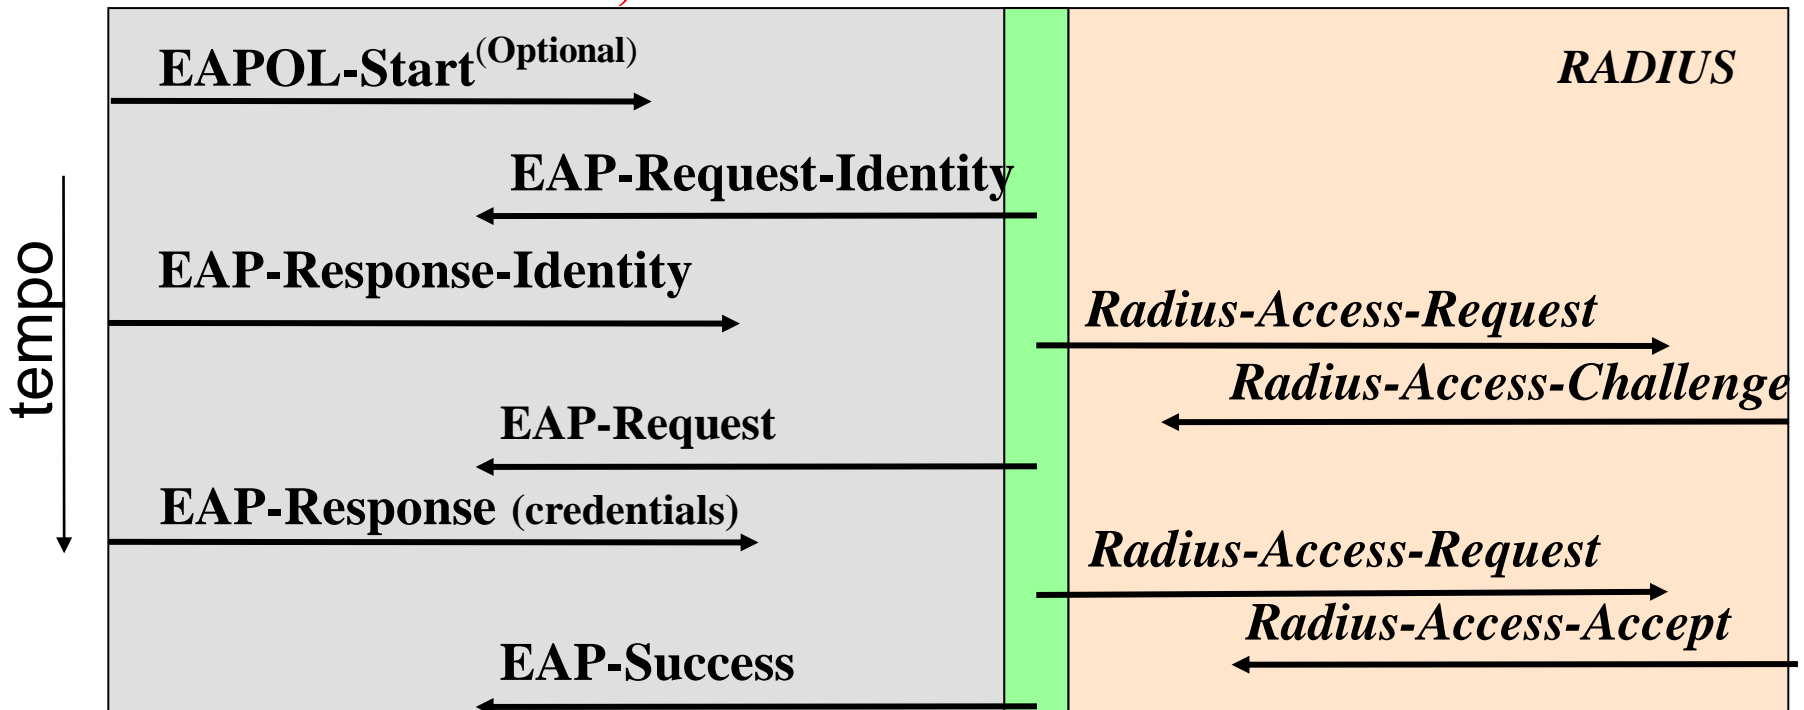 EAPOL-Start(Optional)
RADIUS
EAP-Request-Identity
tempo
EAP-Response-Identity
Radius-Access-Request
Radius-Access-Challenge
EAP-Request
EAP-Response (credentials)
Radius-Access-Request
Radius-Access-Accept
EAP-Success